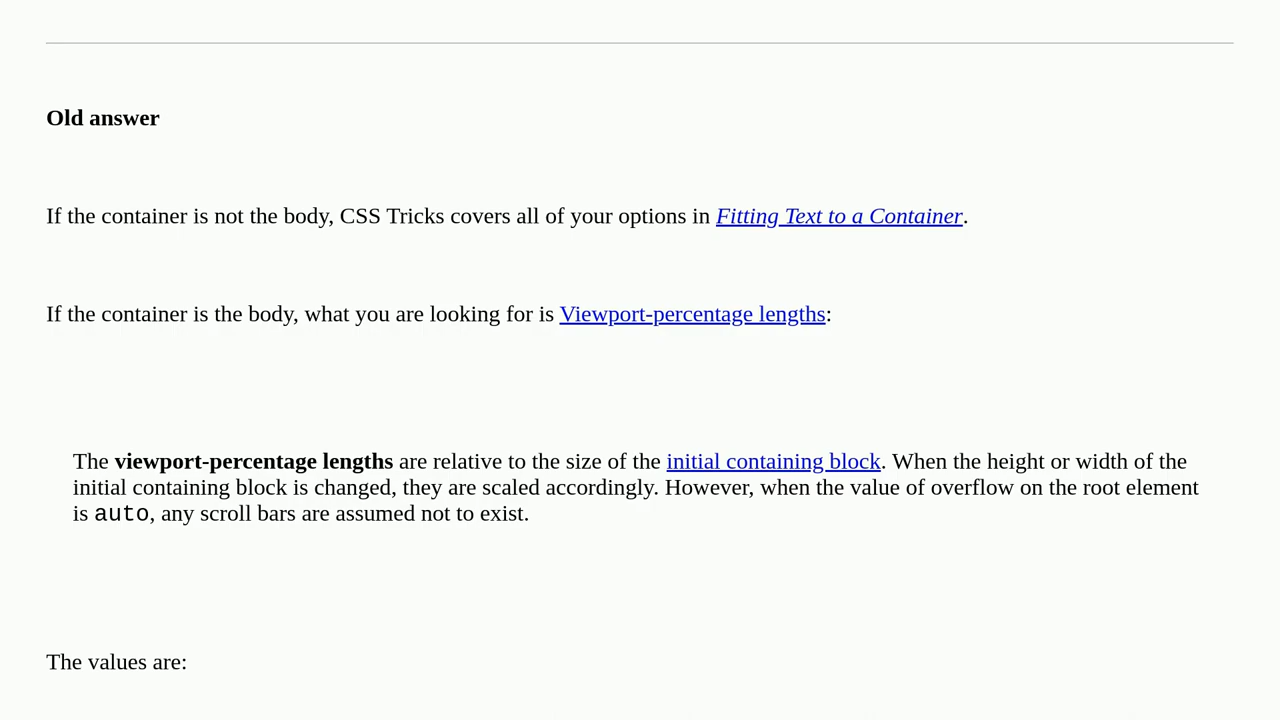 Old answer
If the container is not the body, CSS Tricks covers all of your options in Fitting Text to a Container.
If the container is the body, what you are looking for is Viewport-percentage lengths:
The viewport-percentage lengths are relative to the size of the initial containing block. When the height or width of the
initial containing block is changed, they are scaled accordingly. However, when the value of overflow on the root element
is auto, any scroll bars are assumed not to exist.
The values are: